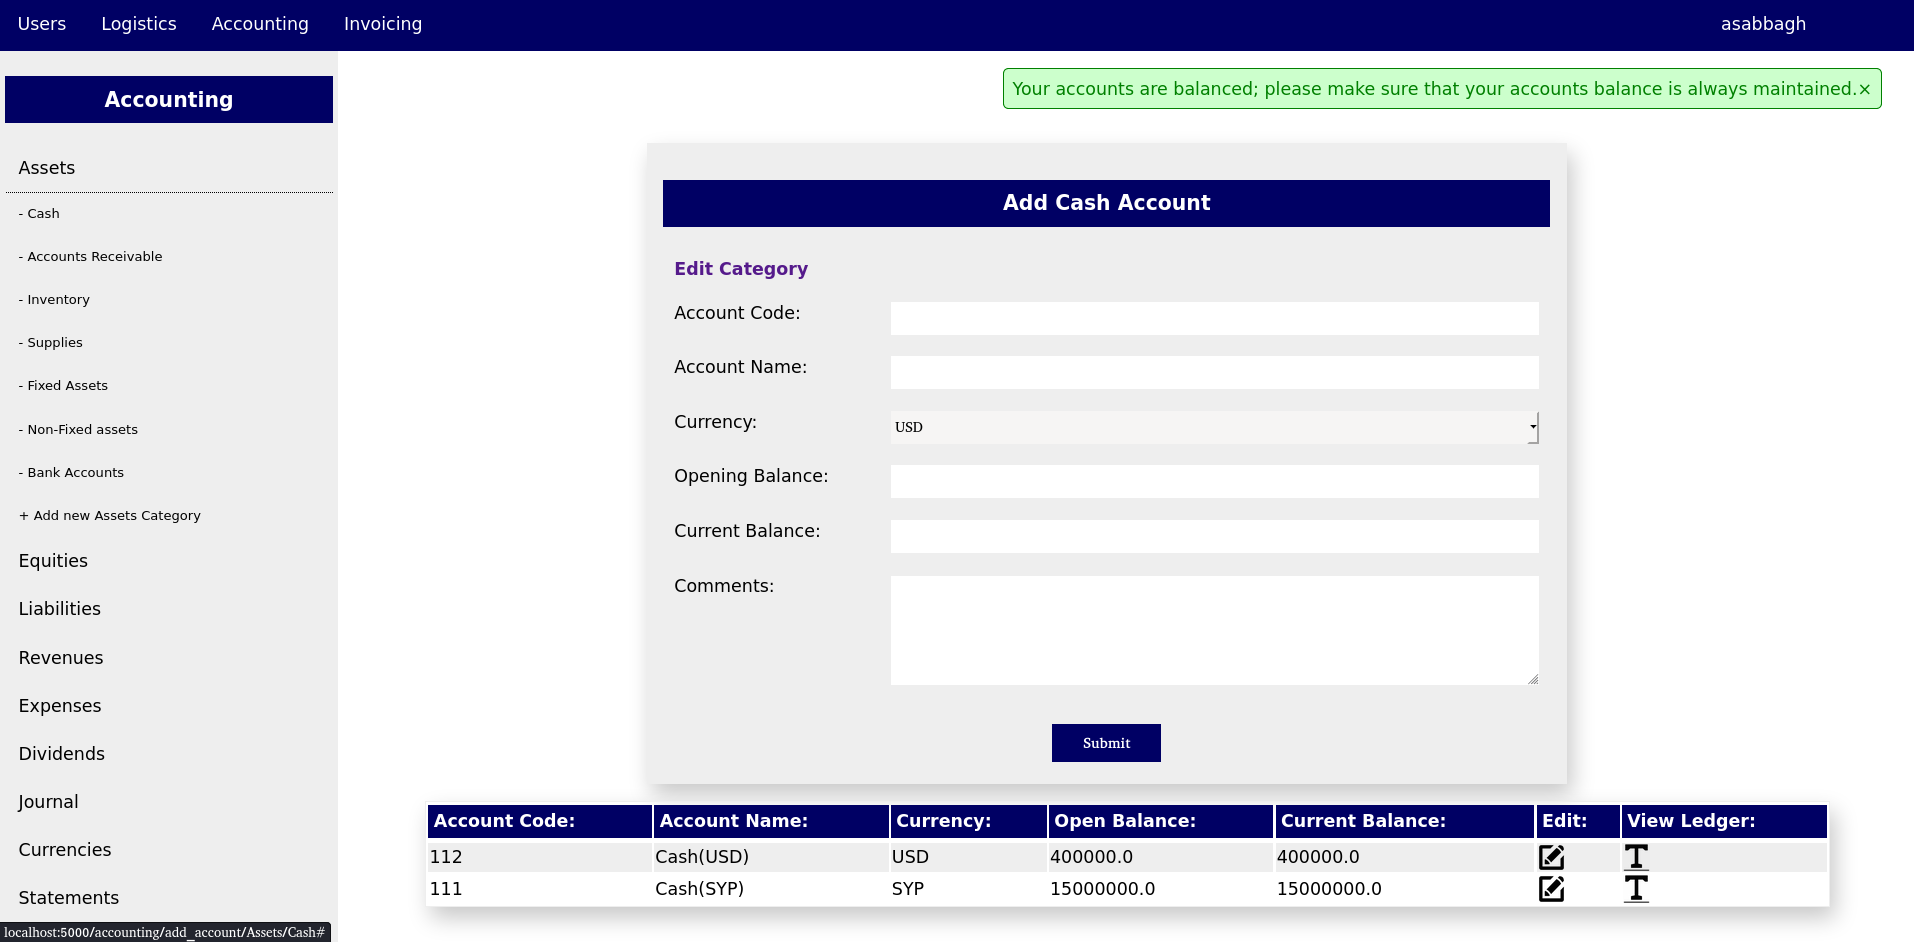 Users Logistics Accounting Invoicing asabbagh
Your accounts are balanced; please make sure that your accounts balance is always maintained.×
Accounting
Assets
- Cash
- Accounts Receivable
- Inventory
- Supplies
- Fixed Assets
- Non-Fixed assets
- Bank Accounts
+ Add new Assets Category
Equities
Liabilities
Revenues
Expenses
Dividends
Journal
Currencies
Statements
Add Cash Account
Edit Category
Account Code:
Account Name:
Currency: USD
Opening Balance:
Current Balance:
Comments:
Submit
Account Code: Account Name: Currency: Open Balance: Current Balance: Edit: View Ledger:
112 Cash(USD) USD 400000.0 400000.0
111 Cash(SYP) SYP 15000000.0 15000000.0
localhost:5000/accounting/add_account/Assets/Cash#